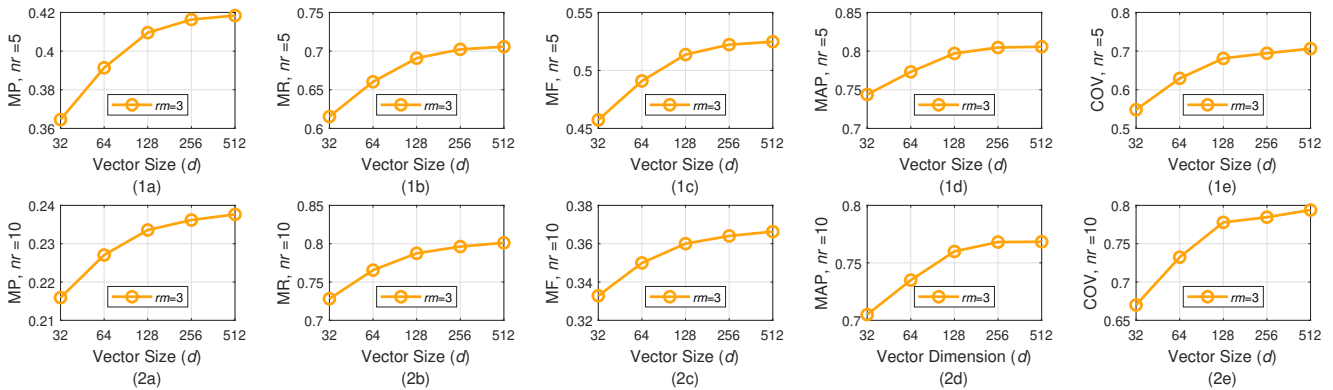 MP, nr =5
0.42
0.4
0.38
0.36
32 64 128 256 512
rm=3
Vector Size (d)
(1a)
MR, nr =5
0.75
0.7
0.65
0.6
32 64 128 256 512
rm=3
Vector Size (d)
(1b)
MF, nr =5
0.55
0.5
0.45
32 64 128 256 512
rm=3
Vector Size (d)
(1c)
MAP, nr =5
0.85
0.8
0.75
0.7
32 64 128 256 512
rm=3
Vector Size (d)
(1d)
COV, nr =5
0.8
0.7
0.6
0.5
32 64 128 256 512
rm=3
Vector Size (d)
(1e)
MP, nr =10
0.24
0.23
0.22
0.21
32 64 128 256 512
rm=3
Vector Size (d)
(2a)
MR, nr =10
0.85
0.8
0.75
0.7
32 64 128 256 512
rm=3
Vector Size (d)
(2b)
MF, nr =10
0.38
0.36
0.34
0.32
32 64 128 256 512
rm=3
Vector Size (d)
(2c)
MAP, nr =10
0.8
0.75
0.7
32 64 128 256 512
rm=3
Vector Dimension (d)
(2d)
COV, nr =10
0.8
0.75
0.7
0.65
32 64 128 256 512
rm=3
Vector Size (d)
(2e)